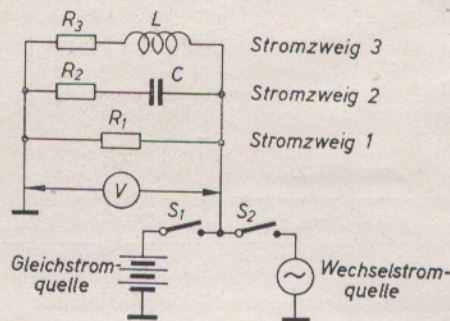 R3 L
Stromzweig 3
R2 C
Stromzweig 2
R1
Stromzweig 1
V
S1 S2
Gleichstrom-
quelle
Wechselstrom-
quelle